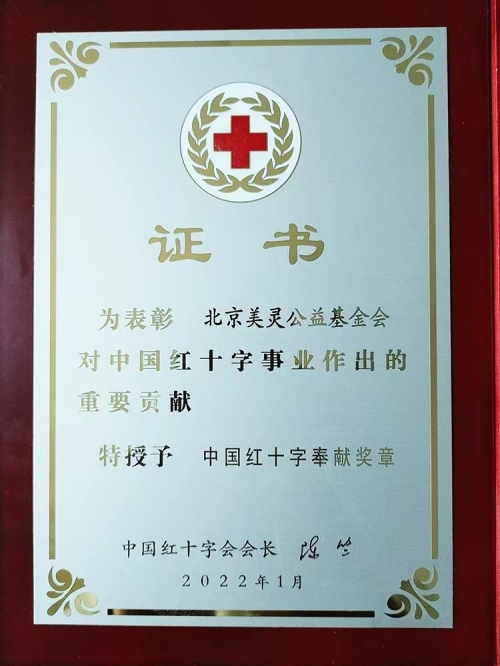 证书
为表彰 北京美灵公益基金会
对中国红十字事业作出的
重要贡献
特授予 中国红十字奉献奖章
中国红十字会会长 陈竺
2022年1月